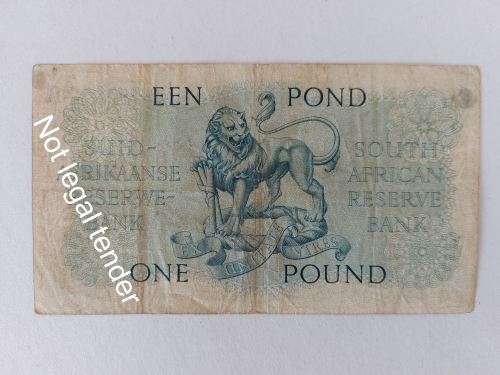 EEN POND
SUID- SOUTH
AFRIKAANSE AFRICAN
RESERWE- RESERVE
BANK BANK
ONE POUND
Not legal tender